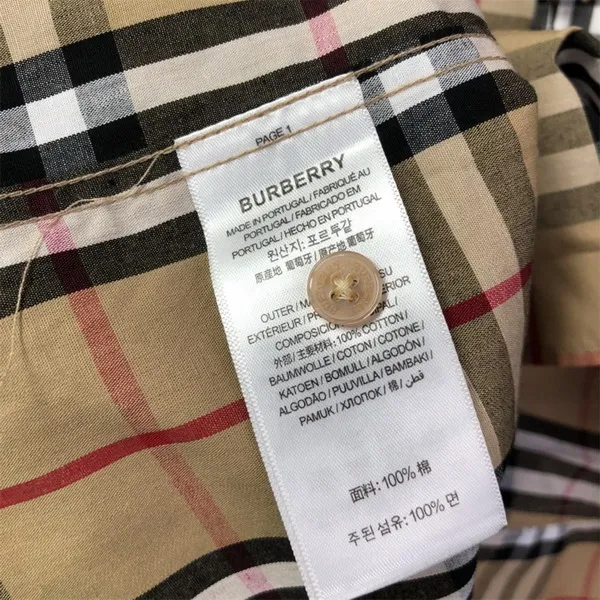 PAGE 1
BURBERRY
MADE IN PORTUGAL / FABRIQUÉ AU
PORTUGAL / FABRICADO EM
PORTUGAL / HECHO EN PORTUGAL
원산지: 포르투갈
原産地 葡萄牙 / 原产地 葡萄牙
OUTER
EXTÉRIEUR
COMPOSICIÓN
外部 / 主要材料: 100% COTTON/
BAUMWOLLE / COTON / COTONE /
KATOEN / BOMULL / ALGODÓN /
ALGODÃO / PUUVILLA / BAMBAKI /
PAMUK / ХЛОПОК / 棉 / قطن
面料: 100% 棉
주된 섬유: 100% 면